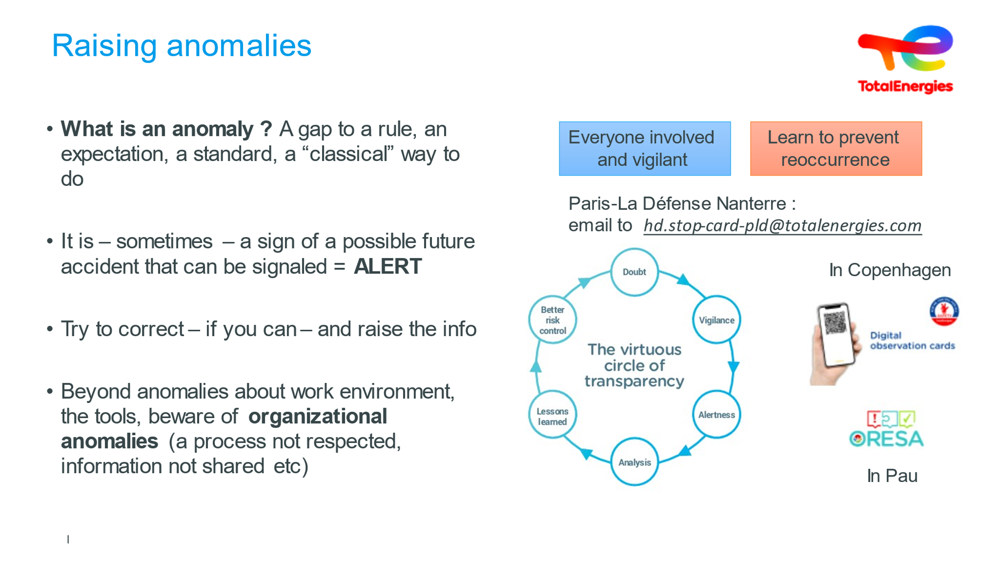 Raising anomalies
TotalEnergies
• What is an anomaly ? A gap to a rule, an
expectation, a standard, a “classical” way to
do
• It is – sometimes – a sign of a possible future
accident that can be signaled = ALERT
• Try to correct – if you can – and raise the info
• Beyond anomalies about work environment,
the tools, beware of organizational
anomalies (a process not respected,
information not shared etc)
Everyone involved
and vigilant
Learn to prevent
reoccurrence
Paris-La Défense Nanterre :
email to hd.stop-card-pld@totalenergies.com
Doubt
Vigilance
Alertness
Analysis
Lessons
learned
Better
risk
control
The virtuous
circle of
transparency
In Copenhagen
SAFETY
Digital
observation cards
ORESA
In Pau
|